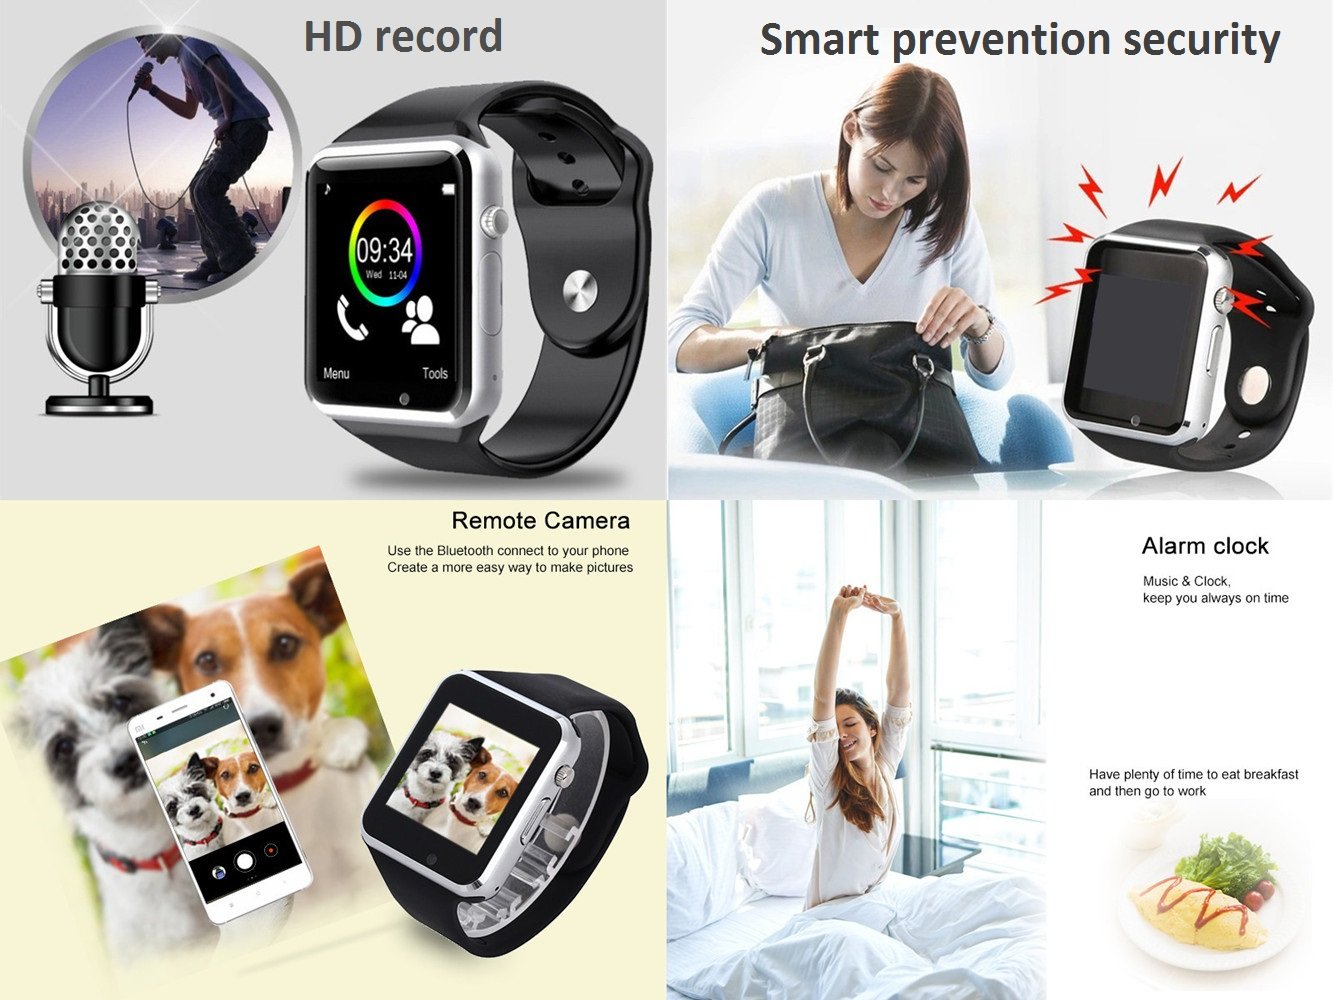 HD record
09:34
Wed 11-04
Menu
Tools
Smart prevention security
Remote Camera
Use the Bluetooth connect to your phone
Create a more easy way to make pictures
Alarm clock
Music & Clock,
keep you always on time
Have plenty of time to eat breakfast
and then go to work